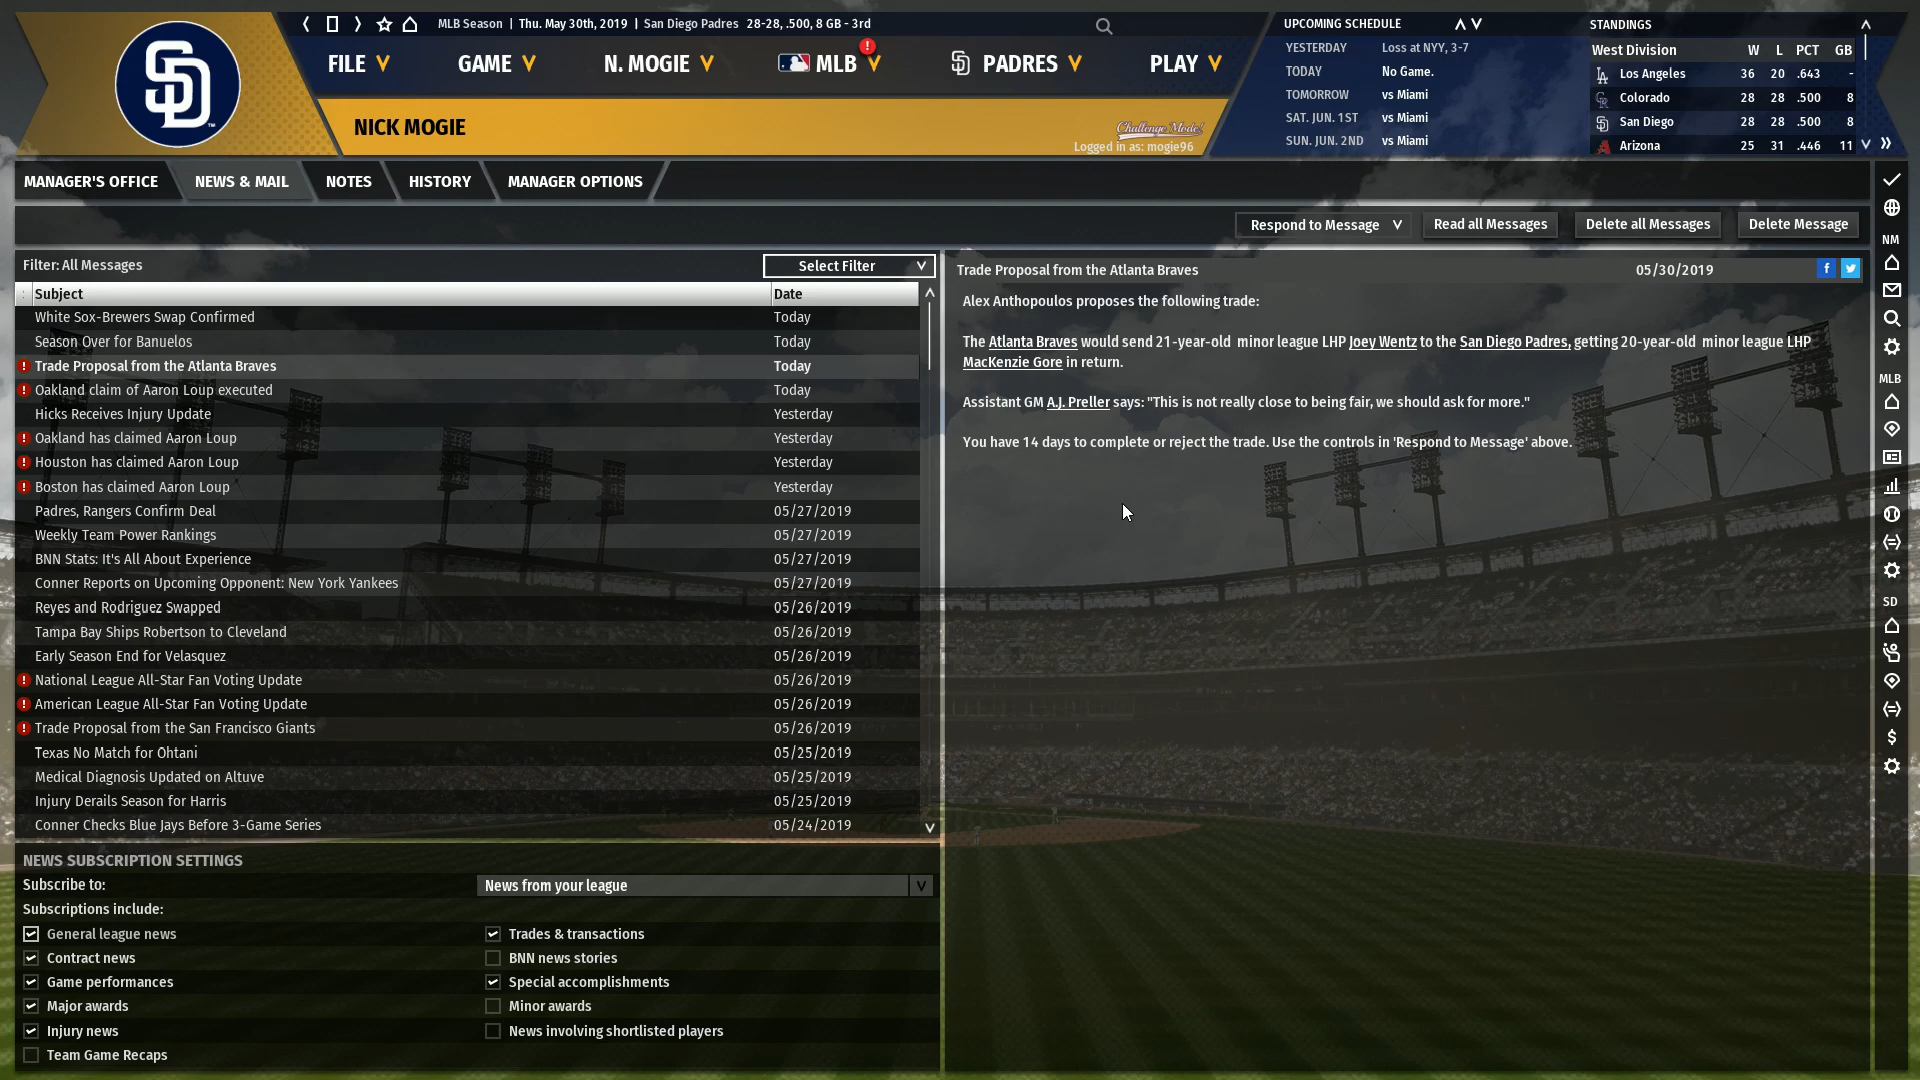 MLB Season | Thu. May 30th, 2019 | San Diego Padres 28-28, .500, 8 GB - 3rd
FILE GAME N. MOGIE MLB PADRES PLAY
NICK MOGIE
Challenge Mode!
Logged in as: mogie96
UPCOMING SCHEDULE
YESTERDAY Loss at NYY, 3-7
TODAY No Game.
TOMORROW vs Miami
SAT. JUN. 1ST vs Miami
SUN. JUN. 2ND vs Miami
STANDINGS
West Division W L PCT GB
Los Angeles 36 20 .643 -
Colorado 28 28 .500 8
San Diego 28 28 .500 8
Arizona 25 31 .446 11
MANAGER'S OFFICE NEWS & MAIL NOTES HISTORY MANAGER OPTIONS
Respond to Message Read all Messages Delete all Messages Delete Message
Filter: All Messages Select Filter
Subject Date
White Sox-Brewers Swap Confirmed Today
Season Over for Banuelos Today
Trade Proposal from the Atlanta Braves Today
Oakland claim of Aaron Loup executed Today
Hicks Receives Injury Update Yesterday
Oakland has claimed Aaron Loup Yesterday
Houston has claimed Aaron Loup Yesterday
Boston has claimed Aaron Loup Yesterday
Padres, Rangers Confirm Deal 05/27/2019
Weekly Team Power Rankings 05/27/2019
BNN Stats: It's All About Experience 05/27/2019
Conner Reports on Upcoming Opponent: New York Yankees 05/27/2019
Reyes and Rodriguez Swapped 05/26/2019
Tampa Bay Ships Robertson to Cleveland 05/26/2019
Early Season End for Velasquez 05/26/2019
National League All-Star Fan Voting Update 05/26/2019
American League All-Star Fan Voting Update 05/26/2019
Trade Proposal from the San Francisco Giants 05/26/2019
Texas No Match for Ohtani 05/25/2019
Medical Diagnosis Updated on Altuve 05/25/2019
Injury Derails Season for Harris 05/25/2019
Conner Checks Blue Jays Before 3-Game Series 05/24/2019
Trade Proposal from the Atlanta Braves 05/30/2019
Alex Anthopoulos proposes the following trade:
The Atlanta Braves would send 21-year-old minor league LHP Joey Wentz to the San Diego Padres, getting 20-year-old minor league LHP
MacKenzie Gore in return.
Assistant GM A.J. Preller says: "This is not really close to being fair, we should ask for more."
You have 14 days to complete or reject the trade. Use the controls in 'Respond to Message' above.
NEWS SUBSCRIPTION SETTINGS
Subscribe to: News from your league
Subscriptions include:
General league news Trades & transactions
Contract news BNN news stories
Game performances Special accomplishments
Major awards Minor awards
Injury news News involving shortlisted players
Team Game Recaps
NM
MLB
SD